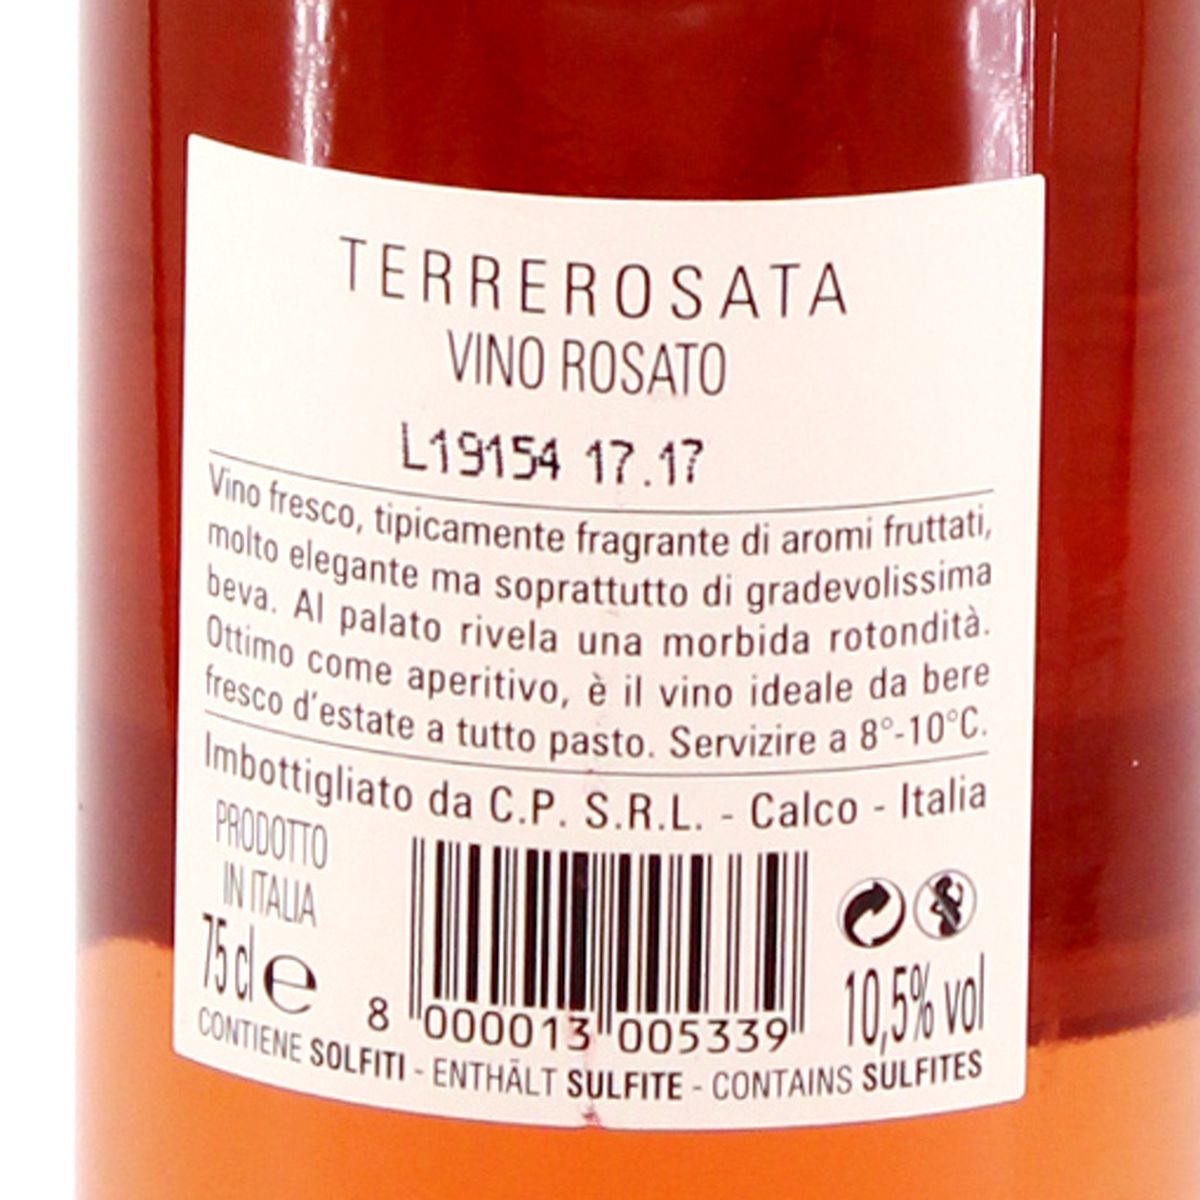 TERREROSATA
VINO ROSATO
L19154 17.17
Vino fresco, tipicamente fragrante di aromi fruttati,
molto elegante ma soprattutto di gradevolissima
beva. Al palato rivela una morbida rotondità.
Ottimo come aperitivo, è il vino ideale da bere
fresco d'estate a tutto pasto. Servizire a 8°-10°C.
Imbottigliato da C.P. S.R.L. - Calco - Italia
PRODOTTO
IN ITALIA
75 cl e
8 000013 005339
10,5% vol
CONTIENE SOLFITI - ENTHÄLT SULFITE - CONTAINS SULFITES